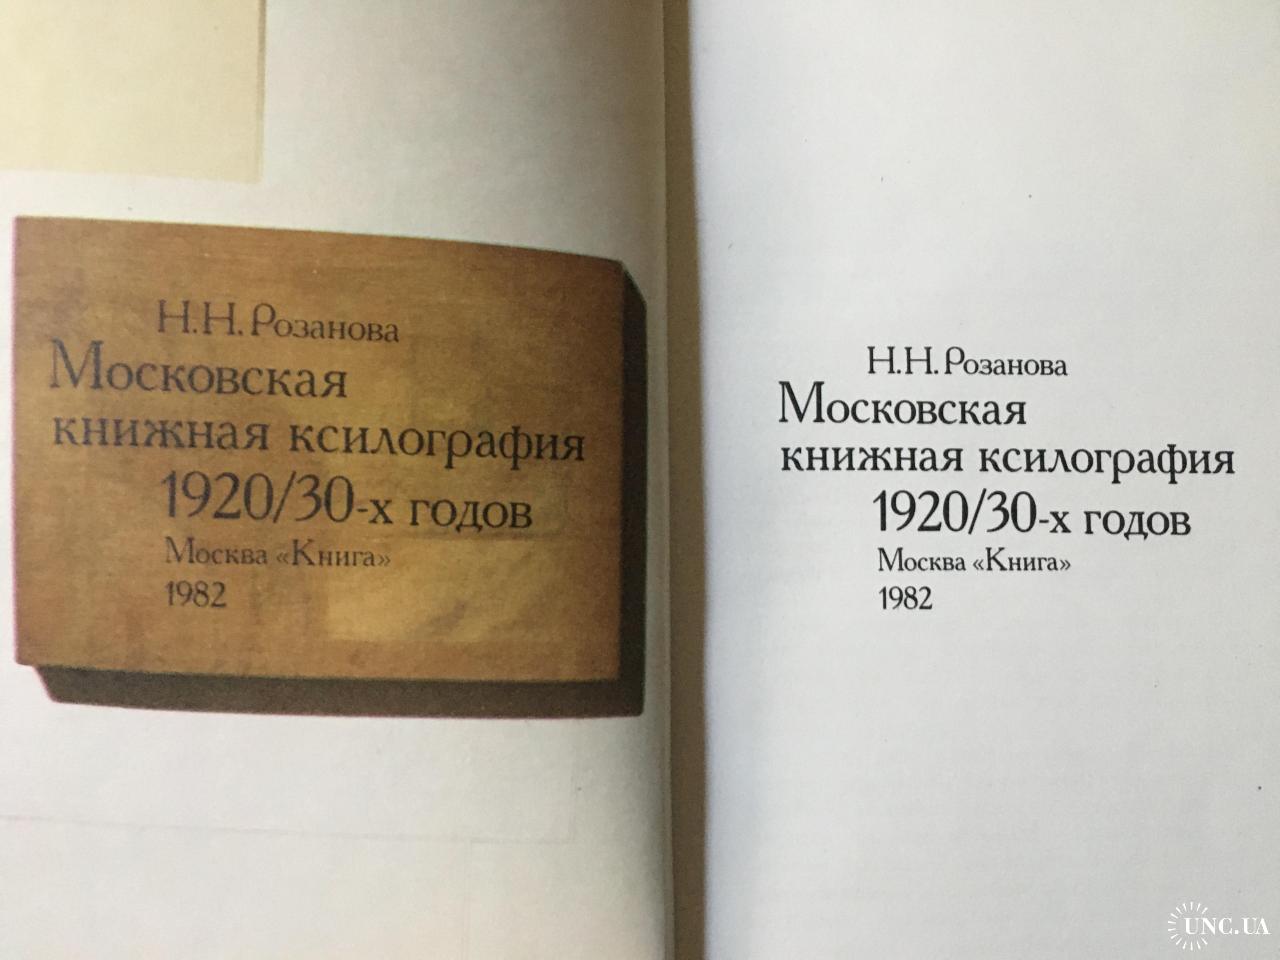 Н.Н. Розанова
Московская
книжная ксилография
1920/30-х годов
Москва «Книга»
1982
Н.Н. Розанова
Московская
книжная ксилография
1920/30-х годов
Москва «Книга»
1982
UNC.UA